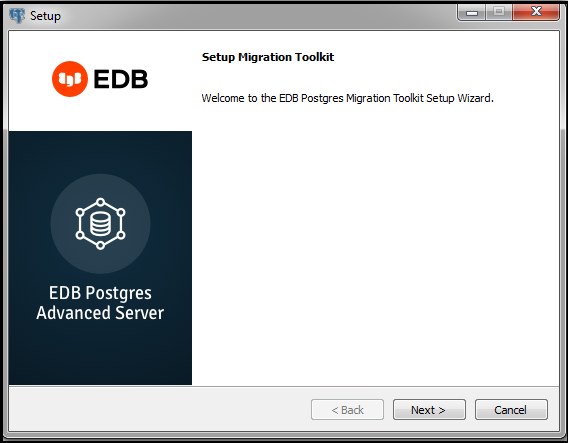 Setup
EDB
Setup Migration Toolkit
Welcome to the EDB Postgres Migration Toolkit Setup Wizard.
EDB Postgres
Advanced Server
< Back
Next >
Cancel